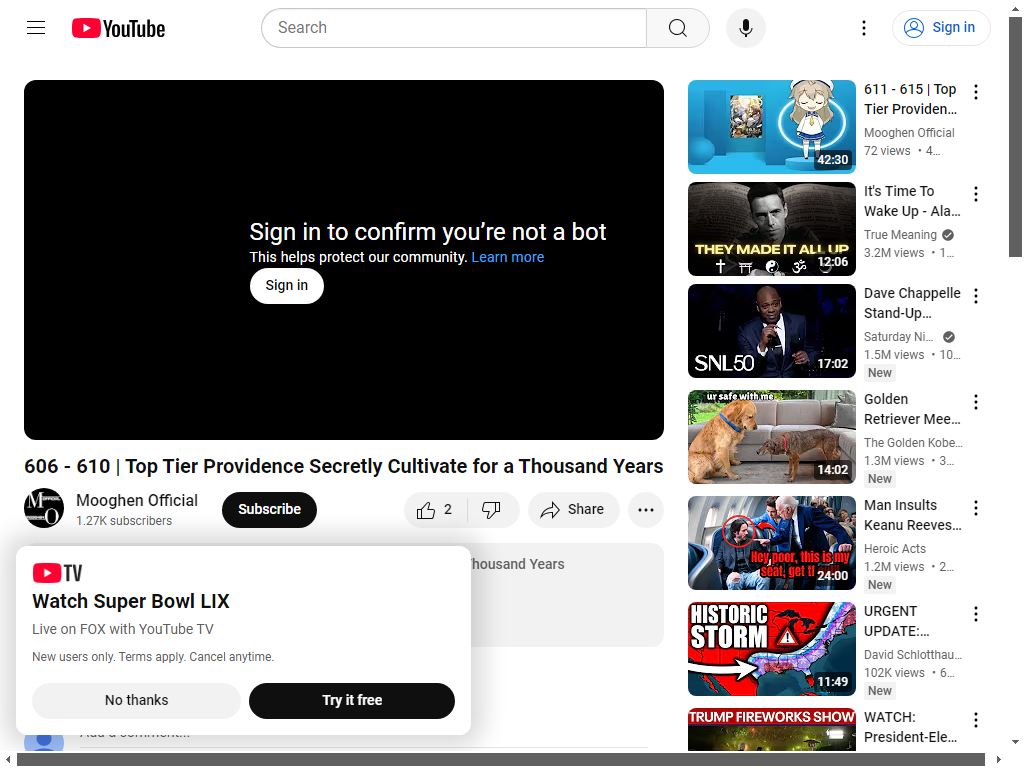 YouTube
Search
Sign in
Sign in to confirm you're not a bot
This helps protect our community. Learn more
Sign in
606 - 610 | Top Tier Providence Secretly Cultivate for a Thousand Years
Mooghen Official
1.27K subscribers
Subscribe
2
Share
Thousand Years
TV
Watch Super Bowl LIX
Live on FOX with YouTube TV
New users only. Terms apply. Cancel anytime.
No thanks
Try it free
Add a comment...
42:30
611 - 615 | Top
Tier Providen...
Mooghen Official
72 views • 4...
THEY MADE IT ALL UP
12:06
It's Time To
Wake Up - Ala...
True Meaning
3.2M views • 1...
SNL50
17:02
Dave Chappelle
Stand-Up...
Saturday Ni...
1.5M views • 10...
New
ur safe with me
14:02
Golden
Retriever Mee...
The Golden Kobe...
1.3M views • 3...
New
Hey poor, this is my
seat, get
24:00
Man Insults
Keanu Reeves...
Heroic Acts
1.2M views • 2...
New
HISTORIC
STORM
11:49
URGENT
UPDATE:...
David Schlotthau...
102K views • 6...
New
TRUMP FIREWORKS SHOW
WATCH:
President-Ele...